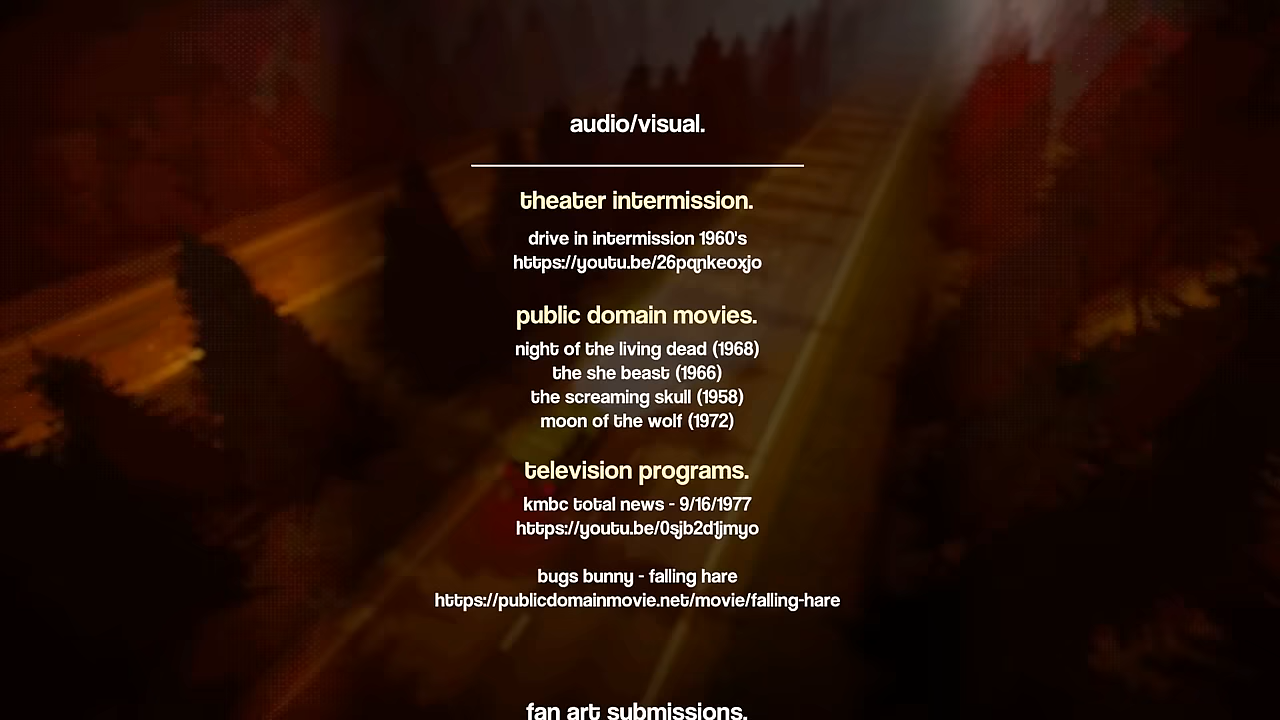 audio/visual.
theater intermission.
drive in intermission 1960's
https://youtu.be/26pqnkeoxjo
public domain movies.
night of the living dead (1968)
the she beast (1966)
the screaming skull (1958)
moon of the wolf (1972)
television programs.
kmbc total news - 9/16/1977
https://youtu.be/0sjb2d1jmyo
bugs bunny - falling hare
https://publicdomainmovie.net/movie/falling-hare
fan art submissions.